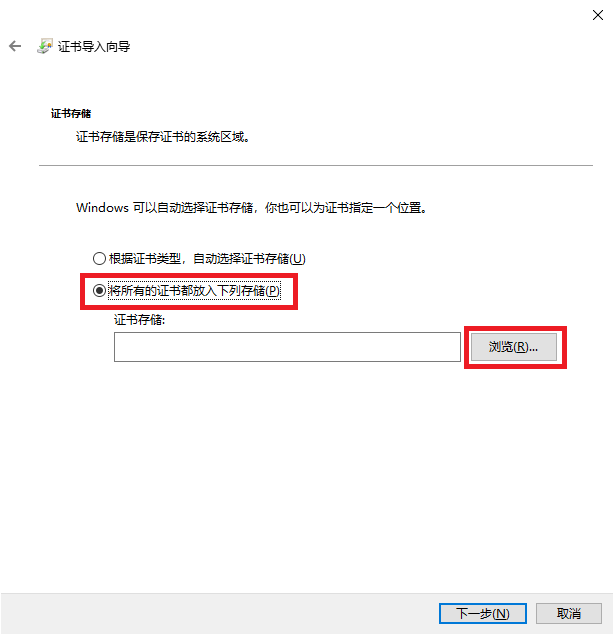 证书导入向导
证书存储
证书存储是保存证书的系统区域。
Windows 可以自动选择证书存储，你也可以为证书指定一个位置。
根据证书类型，自动选择证书存储(U)
将所有的证书都放入下列存储(P)
证书存储:
浏览(R)...
下一步(N) 取消